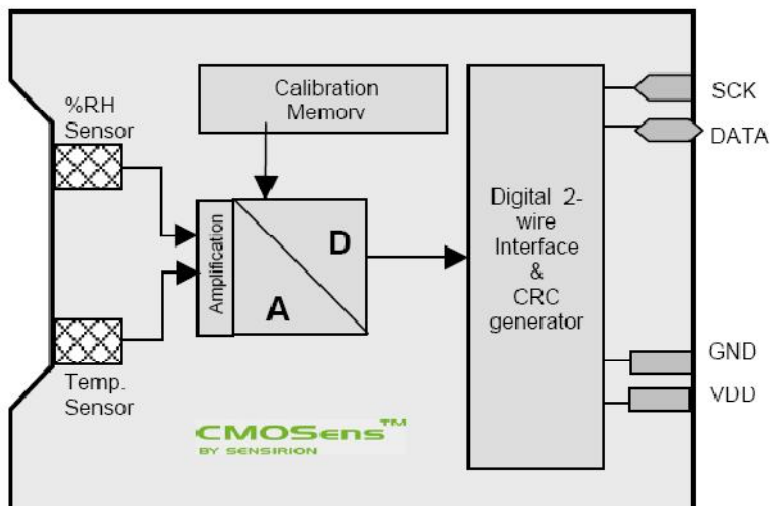 %RH
Sensor
Calibration
Memory
SCK
DATA
Digital 2-
wire
Interface
&
CRC
generator
Amplification
D
A
Temp.
Sensor
GND
VDD
CMOSens™
BY SENSIRION